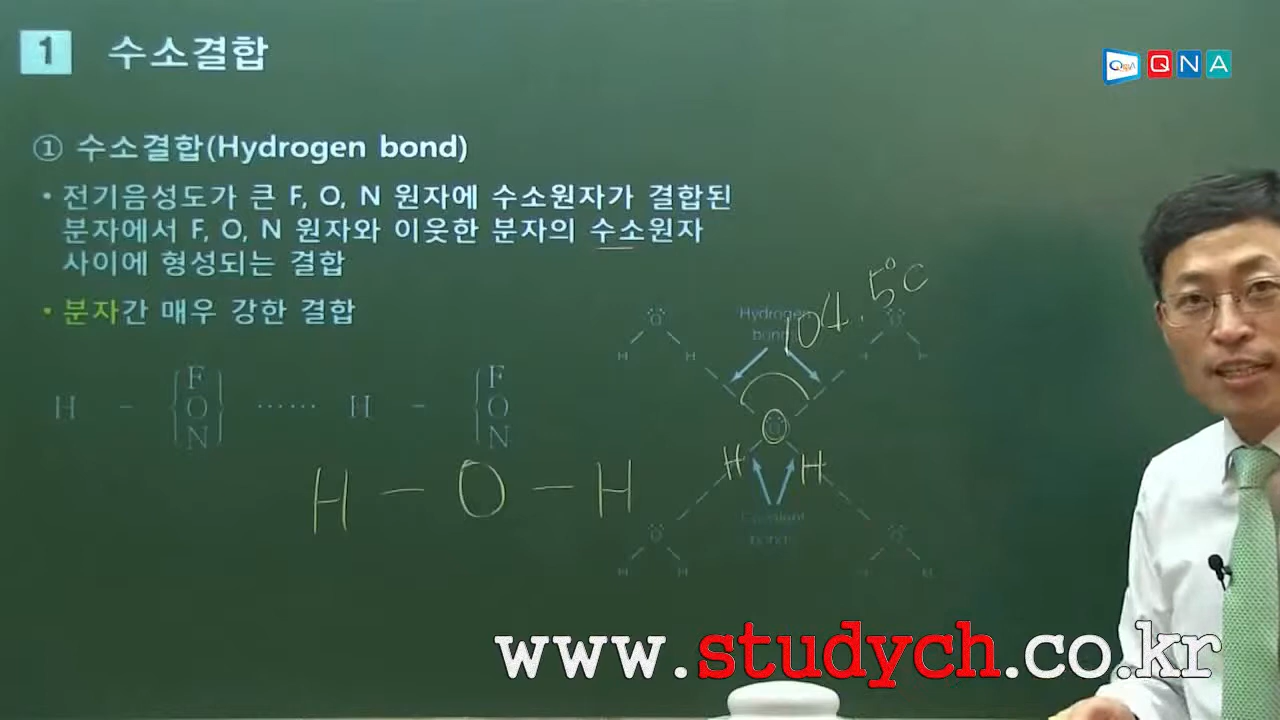 1 수소결합
QNA
① 수소결합(Hydrogen bond)
• 전기음성도가 큰 F, O, N 원자에 수소원자가 결합된
분자에서 F, O, N 원자와 이웃한 분자의 수소원자
사이에 형성되는 결합
• 분자간 매우 강한 결합
104.5°C
O Hydrogen O
bond
H H H H
F F
H - O ...... H - O
N N
O
H H
H - O - H
O O
H H H H
www.studych.co.kr